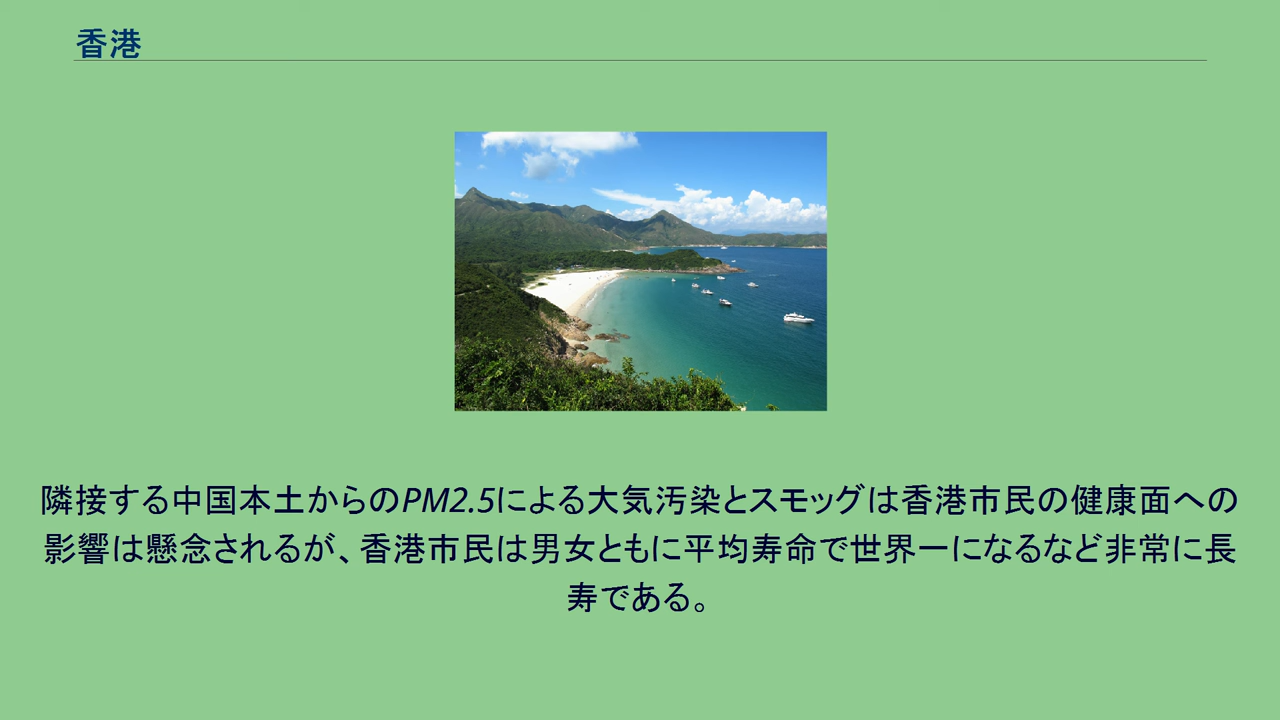 香港
隣接する中国本土からのPM2.5による大気汚染とスモッグは香港市民の健康面への
影響は懸念されるが、香港市民は男女ともに平均寿命で世界一になるなど非常に長
寿である。